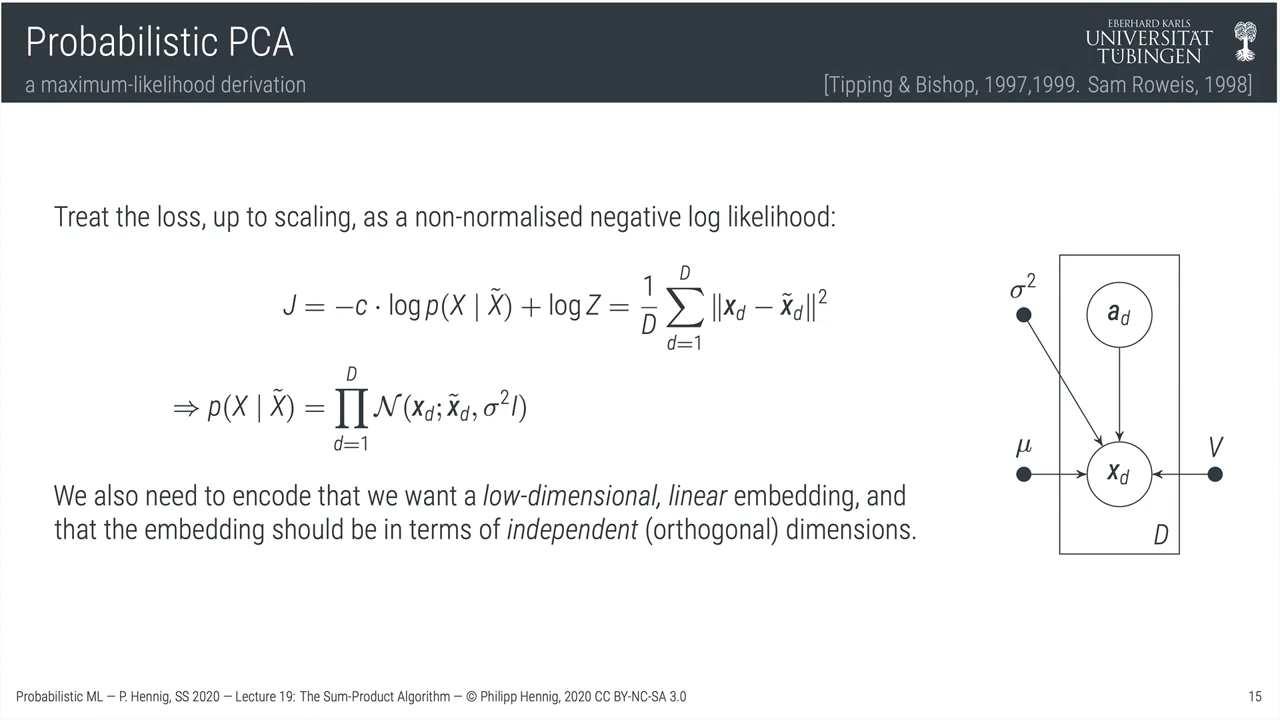 Probabilistic PCA
a maximum-likelihood derivation
[Tipping & Bishop, 1997,1999. Sam Roweis, 1998]
EBERHARD KARLS
UNIVERSITÄT
TÜBINGEN
Treat the loss, up to scaling, as a non-normalised negative log likelihood:
J = −c · log p(X | X̃) + log Z = 1/D ∑_{d=1}^{D} ‖x_d − x̃_d‖²
⇒ p(X | X̃) = ∏_{d=1}^{D} 𝒩(x_d; x̃_d, σ²I)
We also need to encode that we want a low-dimensional, linear embedding, and
that the embedding should be in terms of independent (orthogonal) dimensions.
σ²
a_d
μ
x_d
V
D
Probabilistic ML — P. Hennig, SS 2020 — Lecture 19: The Sum-Product Algorithm — © Philipp Hennig, 2020 CC BY-NC-SA 3.0
15